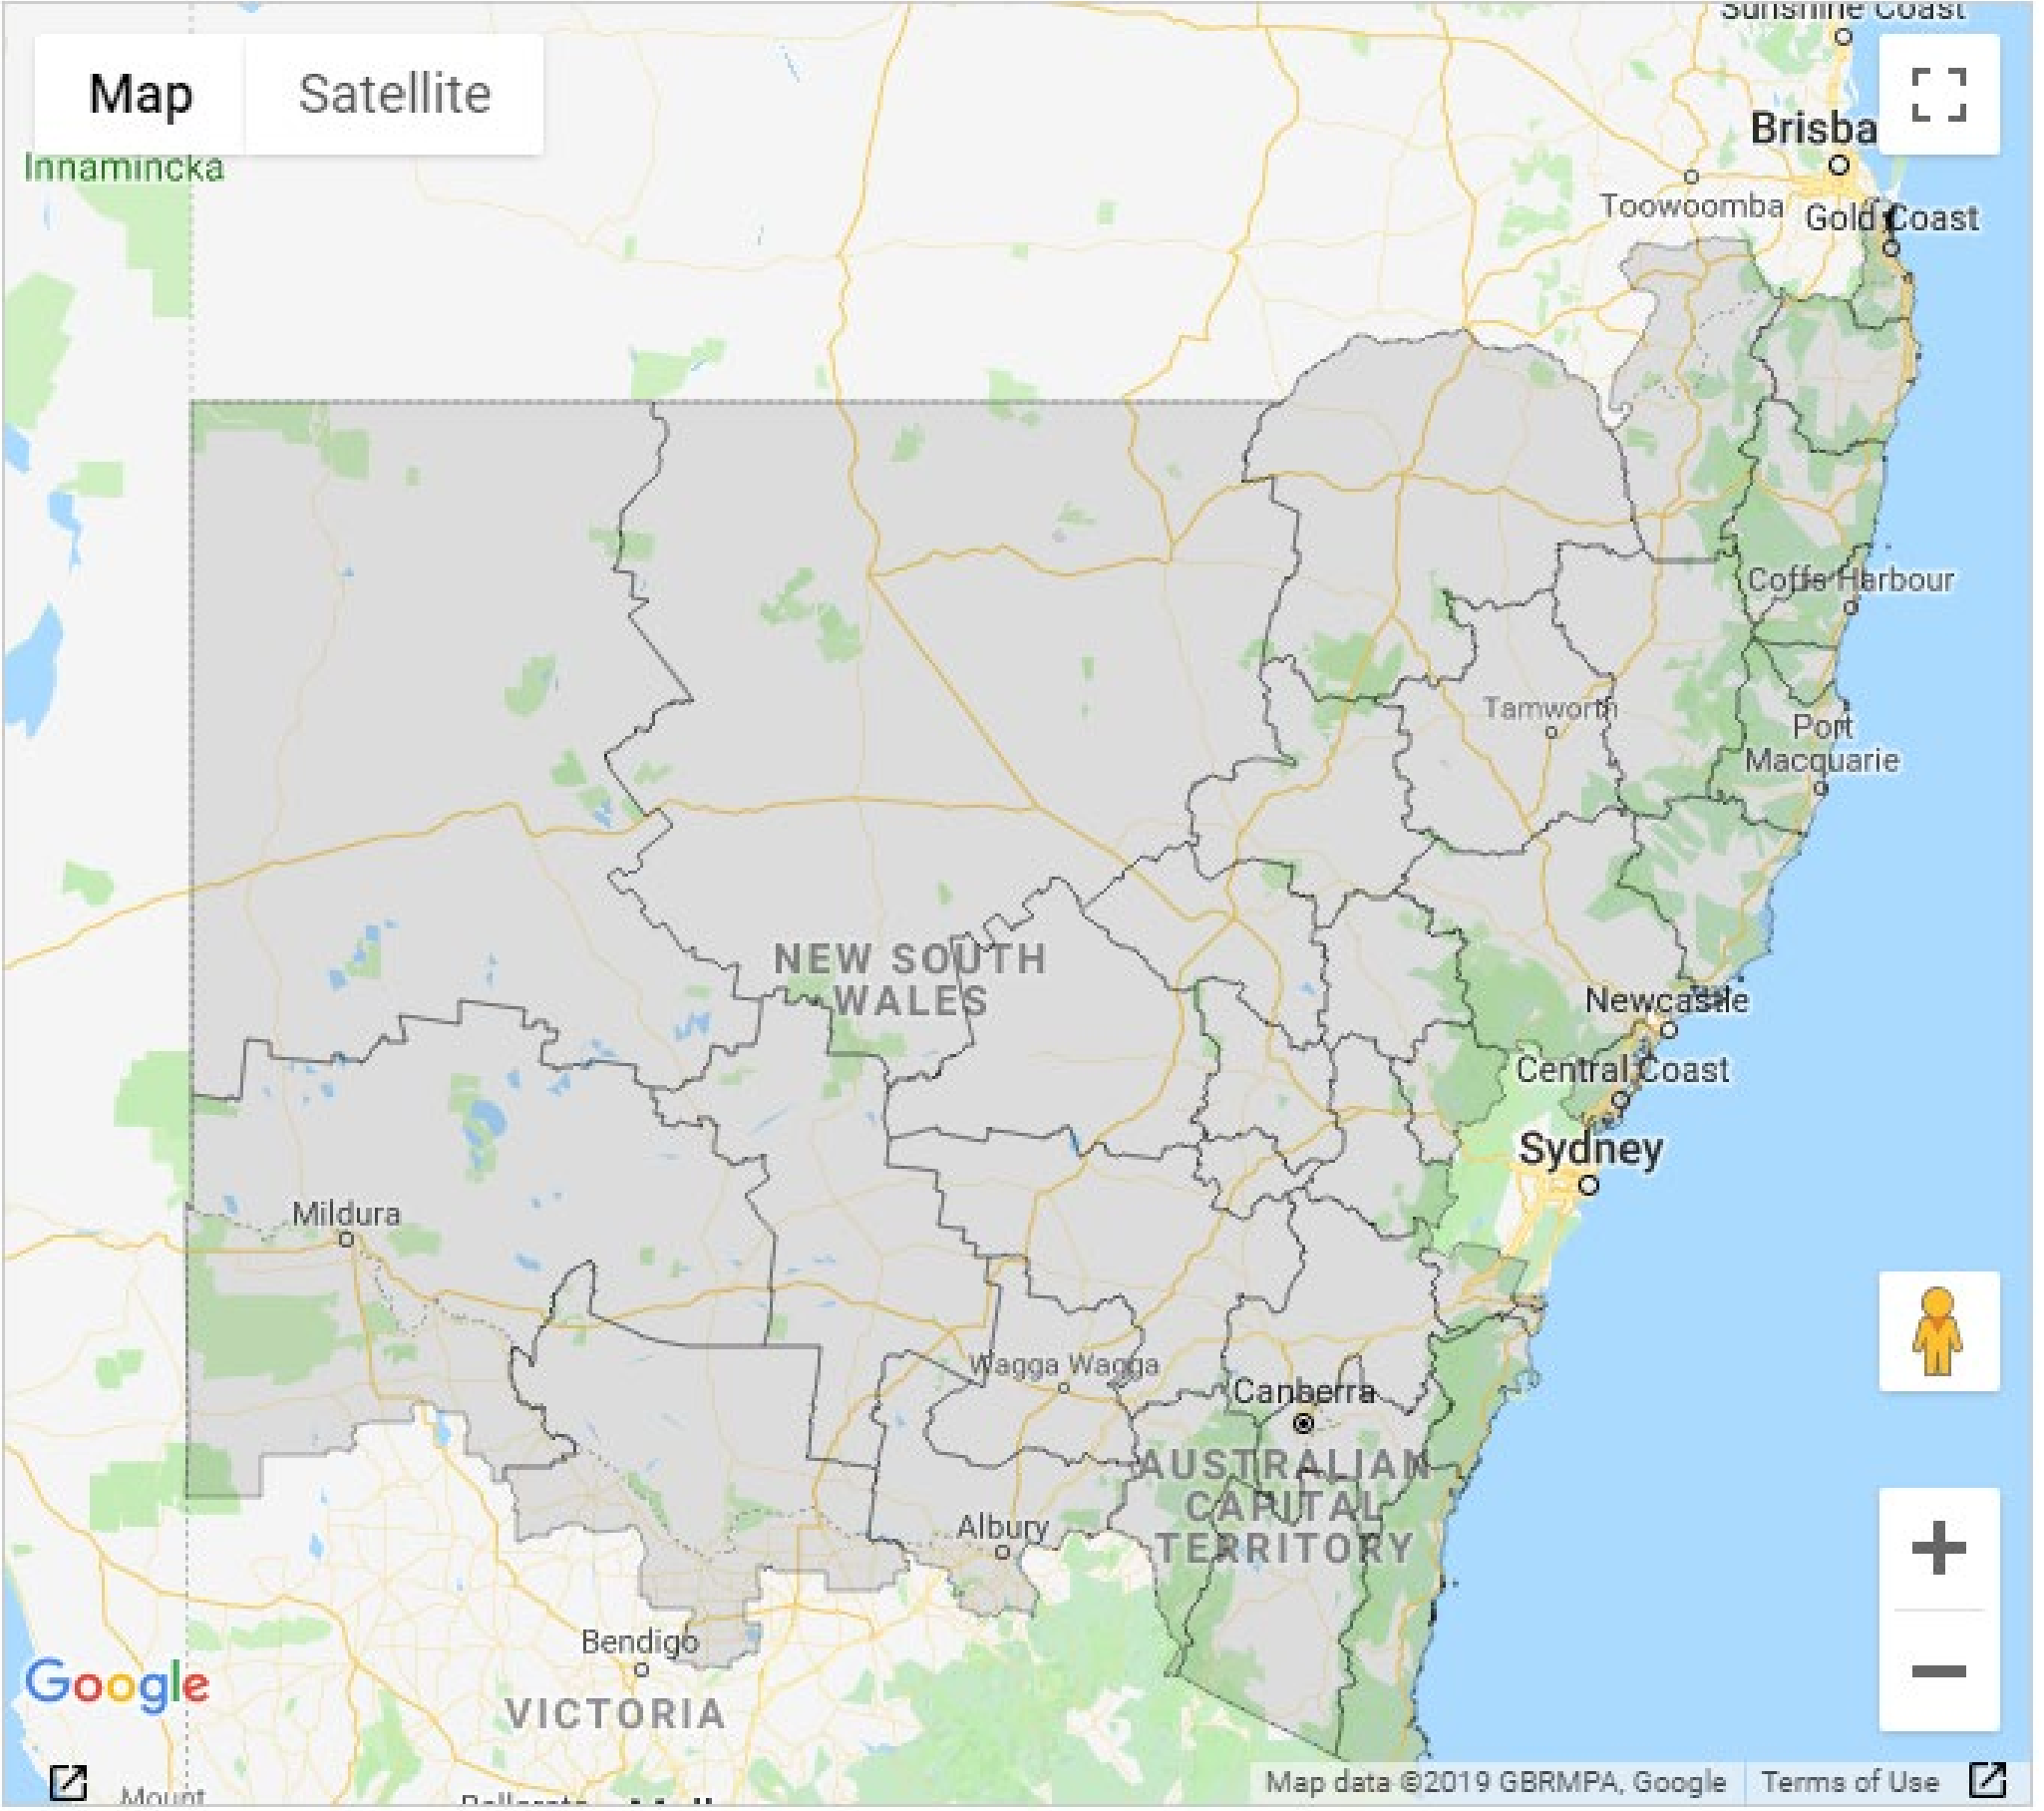 Sunshine Coast
Map
Satellite
Brisba
Innamincka
Toowoomba
Gold Coast
Coffs Harbour
Tamworth
Port
Macquarie
NEW SOUTH
WALES
Newcastle
Central Coast
Sydney
Mildura
Wagga Wagga
Canberra
AUSTRALIAN
CAPITAL
TERRITORY
Albury
Bendigo
Google
VICTORIA
Map data ©2019 GBRMPA, Google
Terms of Use
Mount